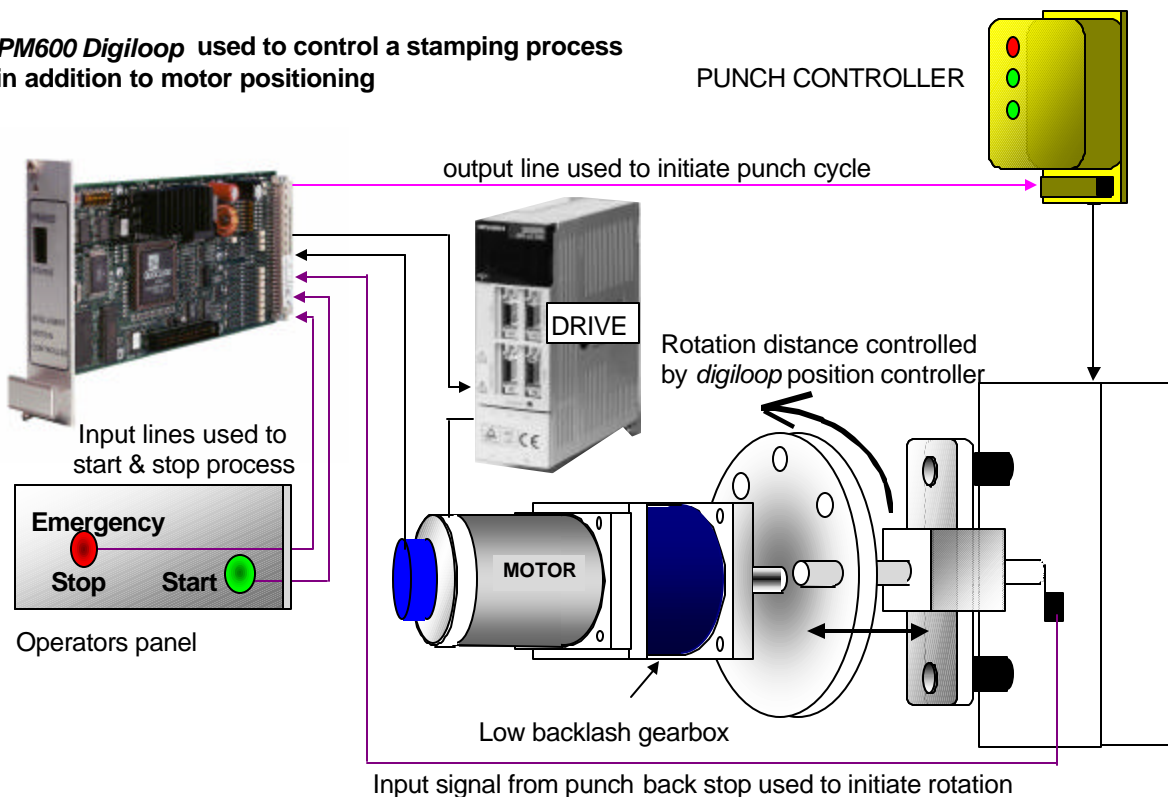 PM600 Digiloop used to control a stamping process
in addition to motor positioning
PUNCH CONTROLLER
output line used to initiate punch cycle
DRIVE
Rotation distance controlled
by digiloop position controller
Input lines used to
start & stop process
Emergency
Stop
Start
MOTOR
Operators panel
Low backlash gearbox
Input signal from punch back stop used to initiate rotation